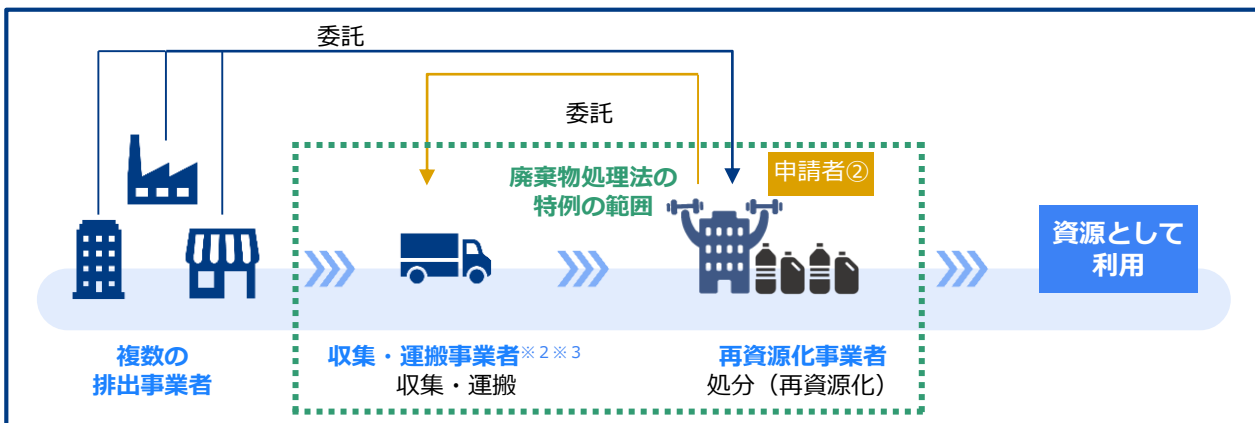 委託
委託
廃棄物処理法の
特例の範囲
申請者②
資源として
利用
複数の
排出事業者
収集・運搬事業者※2※3
収集・運搬
再資源化事業者
処分（再資源化）